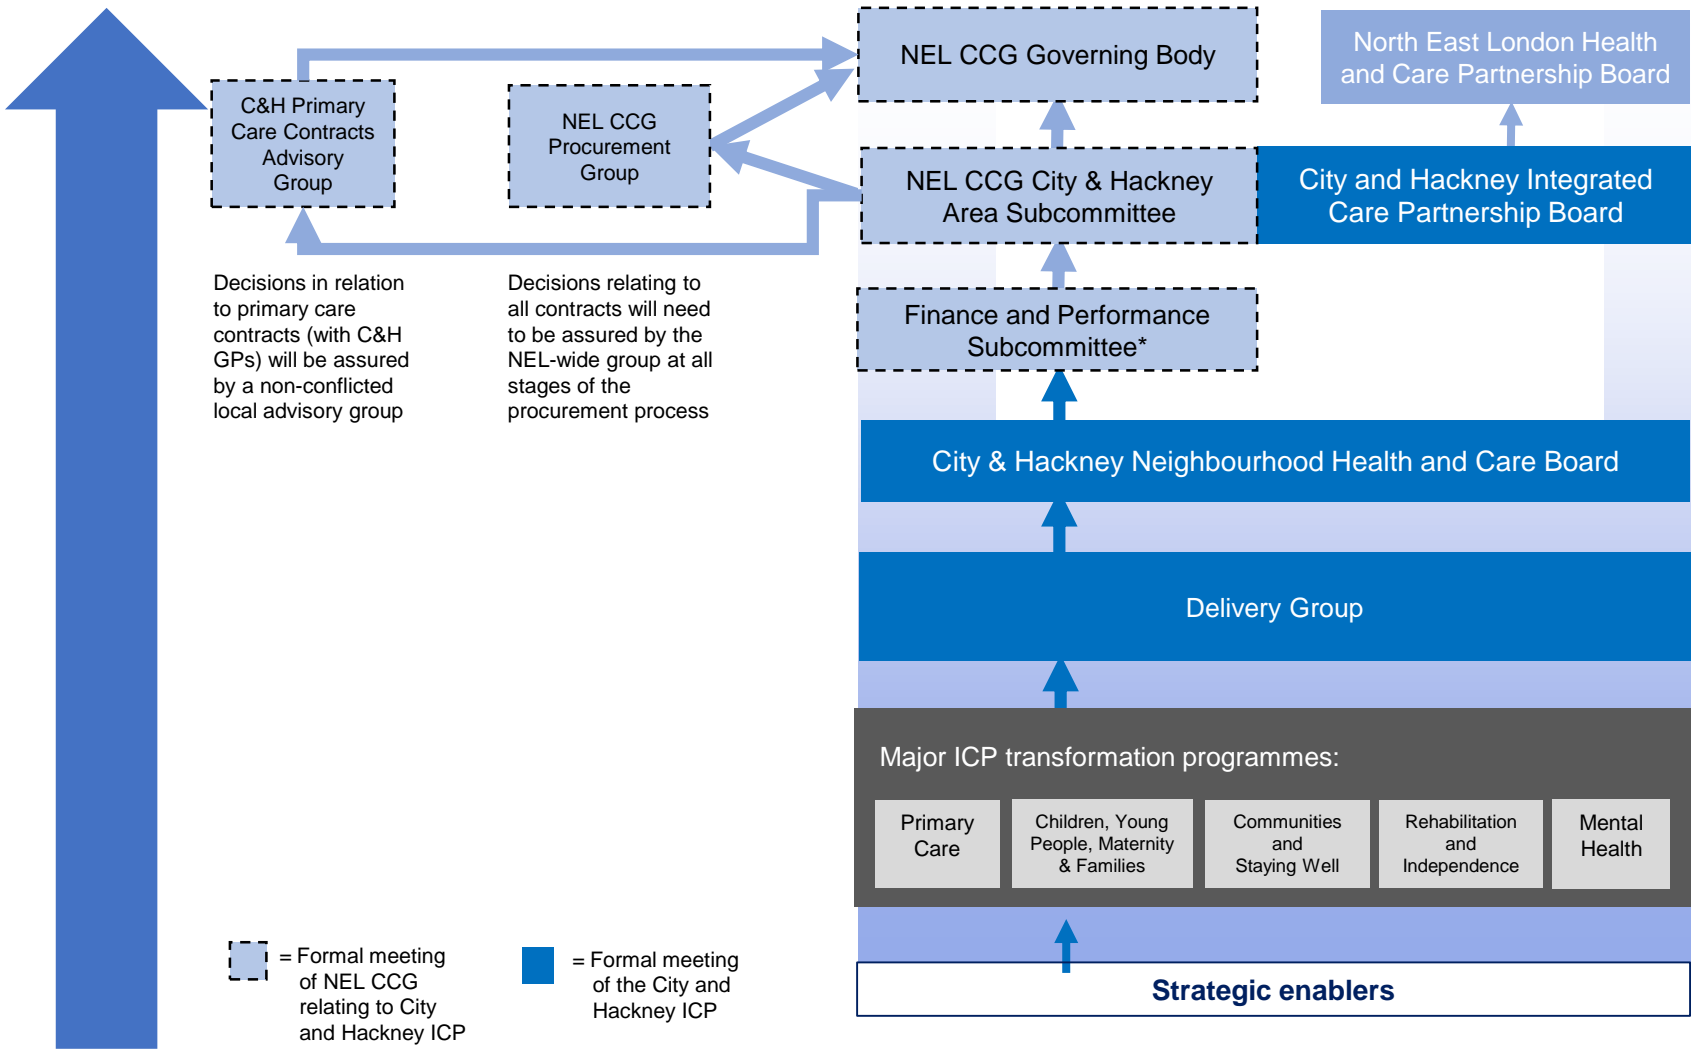 NEL CCG Governing Body
North East London Health
and Care Partnership Board
C&H Primary
Care Contracts
Advisory
Group
NEL CCG
Procurement
Group
NEL CCG City & Hackney
Area Subcommittee
City and Hackney Integrated
Care Partnership Board
Decisions in relation
to primary care
contracts (with C&H
GPs) will be assured
by a non-conflicted
local advisory group
Decisions relating to
all contracts will need
to be assured by the
NEL-wide group at all
stages of the
procurement process
Finance and Performance
Subcommittee*
City & Hackney Neighbourhood Health and Care Board
Delivery Group
Major ICP transformation programmes:
Primary
Care
Children, Young
People, Maternity
& Families
Communities
and
Staying Well
Rehabilitation
and
Independence
Mental
Health
= Formal meeting
of NEL CCG
relating to City
and Hackney ICP
= Formal meeting
of the City and
Hackney ICP
Strategic enablers